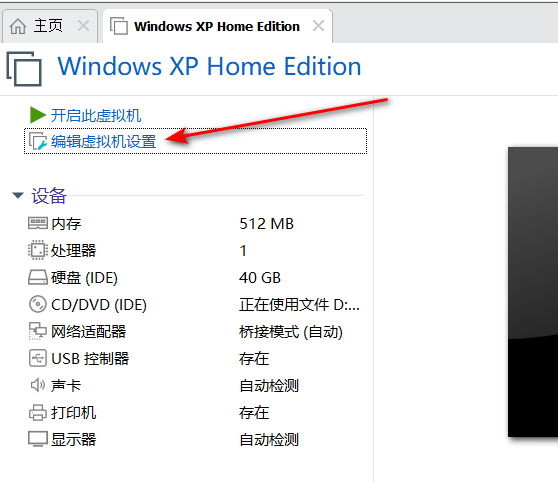 主页 Windows XP Home Edition
Windows XP Home Edition
开启此虚拟机
编辑虚拟机设置
设备
内存 512 MB
处理器 1
硬盘 (IDE) 40 GB
CD/DVD (IDE) 正在使用文件 D:...
网络适配器 桥接模式 (自动)
USB 控制器 存在
声卡 自动检测
打印机 存在
显示器 自动检测